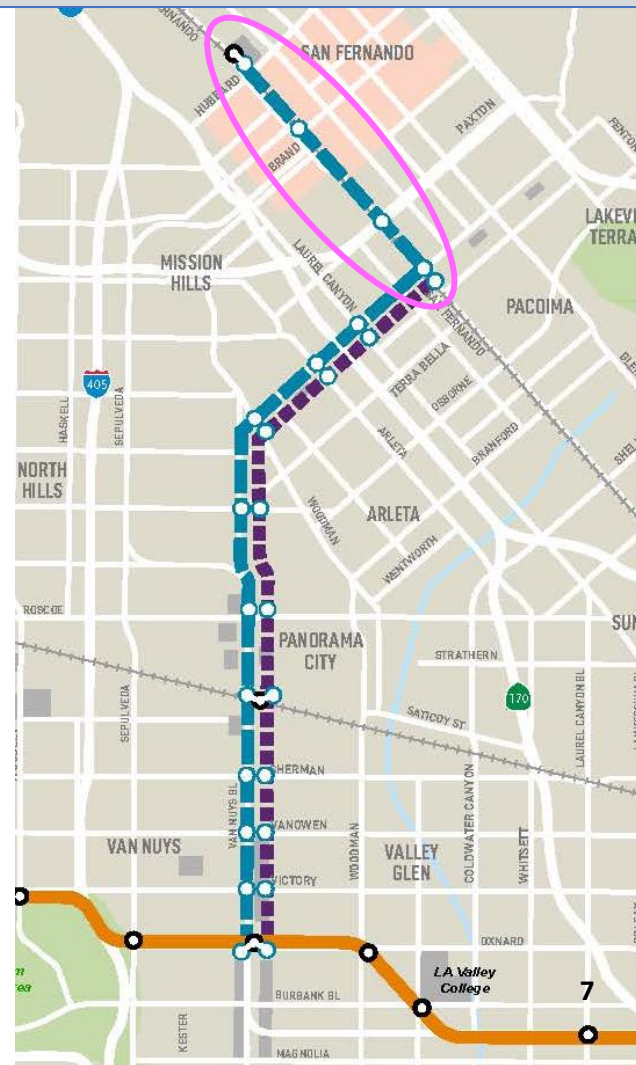 SAN FERNANDO
HUBBARD
PAXTON
BRAND
LAKEVI
TERRA
MISSION
HILLS
LAUREL CANYON
SAN FERNANDO
PACOIMA
405
TERRA BELLA
OSBORNE
HASKELL
SEPULVEDA
ARLETA
BRANFORD
NORTH
HILLS
WOODMAN
ARLETA
WENTWORTH
ROSCOE
SUN
PANORAMA
CITY
STRATHERN
170
SEPULVEDA
SATICOY ST
LAUREL CANYON BL
SHERMAN
VAN NUYS BL
VANOWEN
VAN NUYS
WOODMAN
VALLEY
GLEN
COLDWATER CANYON
WHITSETT
VICTORY
OXNARD
LA Valley
College
BURBANK BL
7
KESTER
MAGNOLIA